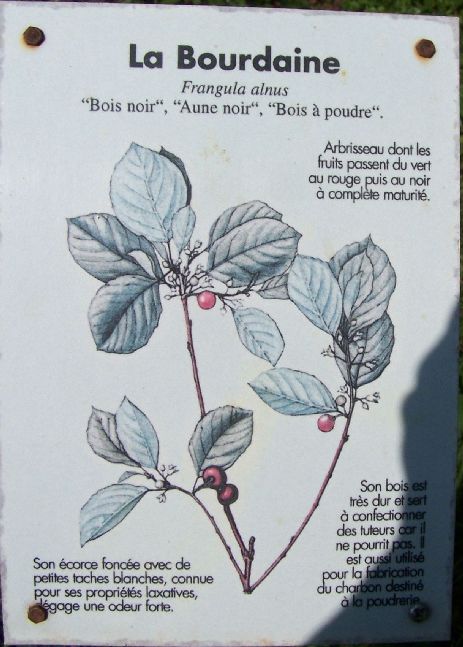 La Bourdaine
Frangula alnus
“Bois noir“, “Aune noir“, “Bois à poudre“.
Arbrisseau dont les
fruits passent du vert
au rouge puis au noir
à complète maturité.
Son bois est
très dur et sert
à confectionner
des tuteurs car il
ne pourrit pas. Il
est aussi utilisé
pour la fabrication
du charbon destiné
à la poudrerie.
Son écorce foncée avec de
petites taches blanches, connue
pour ses propriétés laxatives,
dégage une odeur forte.